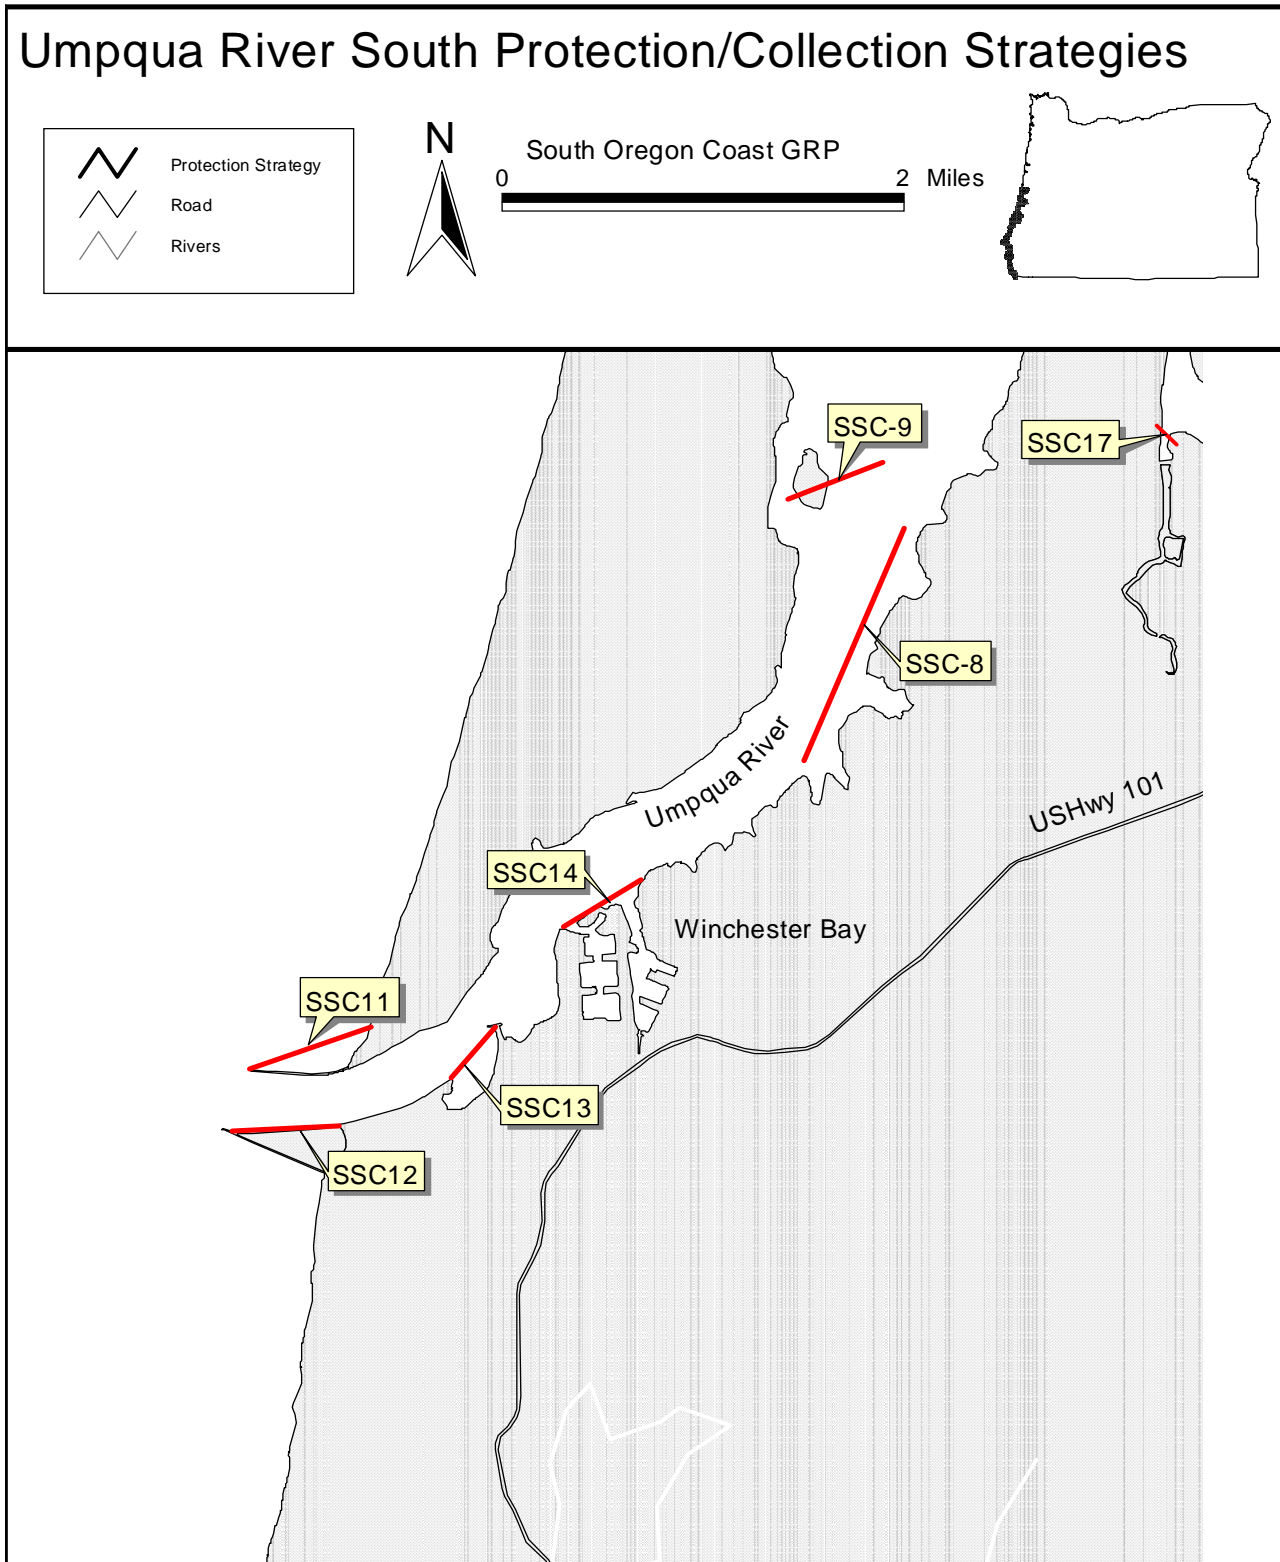 Umpqua River South Protection/Collection Strategies
Protection Strategy
Road
Rivers
N
South Oregon Coast GRP
0 2 Miles
SSC-9
SSC17
SSC-8
Umpqua River
USHwy 101
SSC14
Winchester Bay
SSC11
SSC13
SSC12